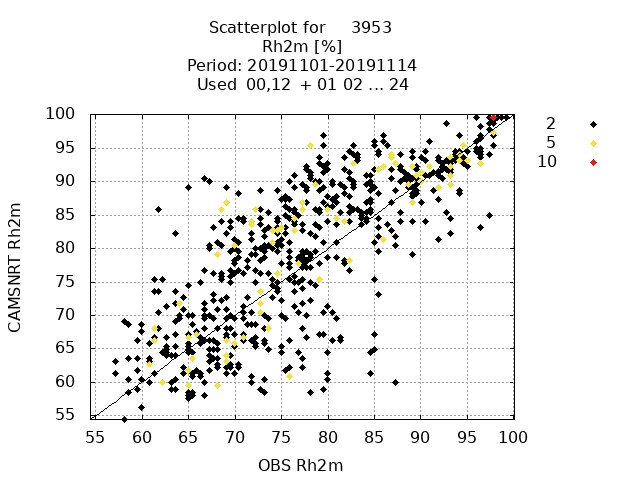 Scatterplot for 3953
Rh2m [%]
Period: 20191101-20191114
Used 00,12 + 01 02 ... 24
100
95
90
85
80
75
70
65
60
55
CAMSNRT Rh2m
55 60 65 70 75 80 85 90 95 100
OBS Rh2m
2
5
10